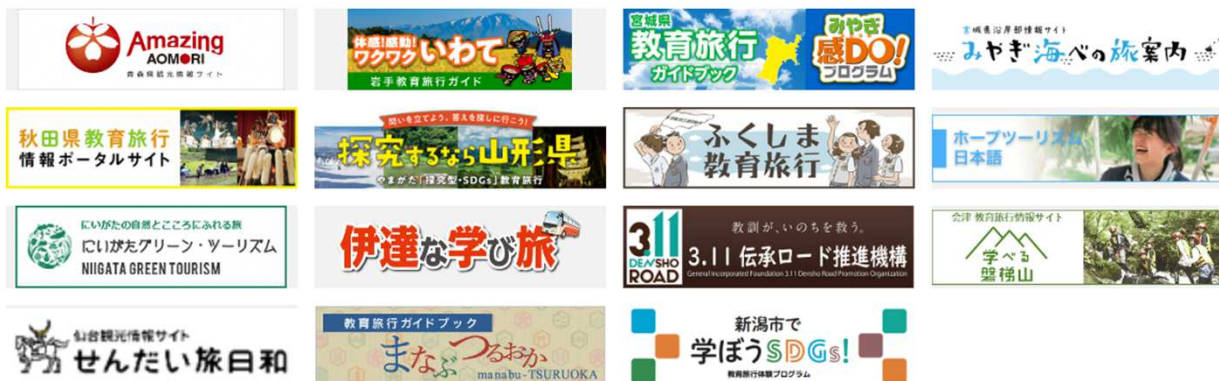 Amazing
AOMORI
青森県観光情報サイト
体感!感動!
ワクワクいわて
岩手教育旅行ガイド
宮城県
教育旅行
ガイドブック
みやぎ
感DO!
プログラム
宮城県沿岸部情報サイト
みやぎ海べの旅案内
秋田県教育旅行
情報ポータルサイト
問いを立てよう。答えを探しに行こう!
探究するなら山形県
やまがた「探究型・SDGs」教育旅行
ふくしま
教育旅行
ホープツーリズム
日本語
にいがたの自然とこころにふれる旅
にいがたグリーン・ツーリズム
NIIGATA GREEN TOURISM
伊達な学び旅
3.11
DENSHO
ROAD
教訓が、いのちを救う。
3.11 伝承ロード推進機構
General Incorporated Foundation 3.11 Densho Road Promotion Organization
会津 教育旅行情報サイト
学べる
磐梯山
仙台観光情報サイト
せんだい旅日和
教育旅行ガイドブック
まなぶ つるおか
manabu-TSURUOKA
新潟市で
学ぼうSDGs!
教育旅行体験プログラム